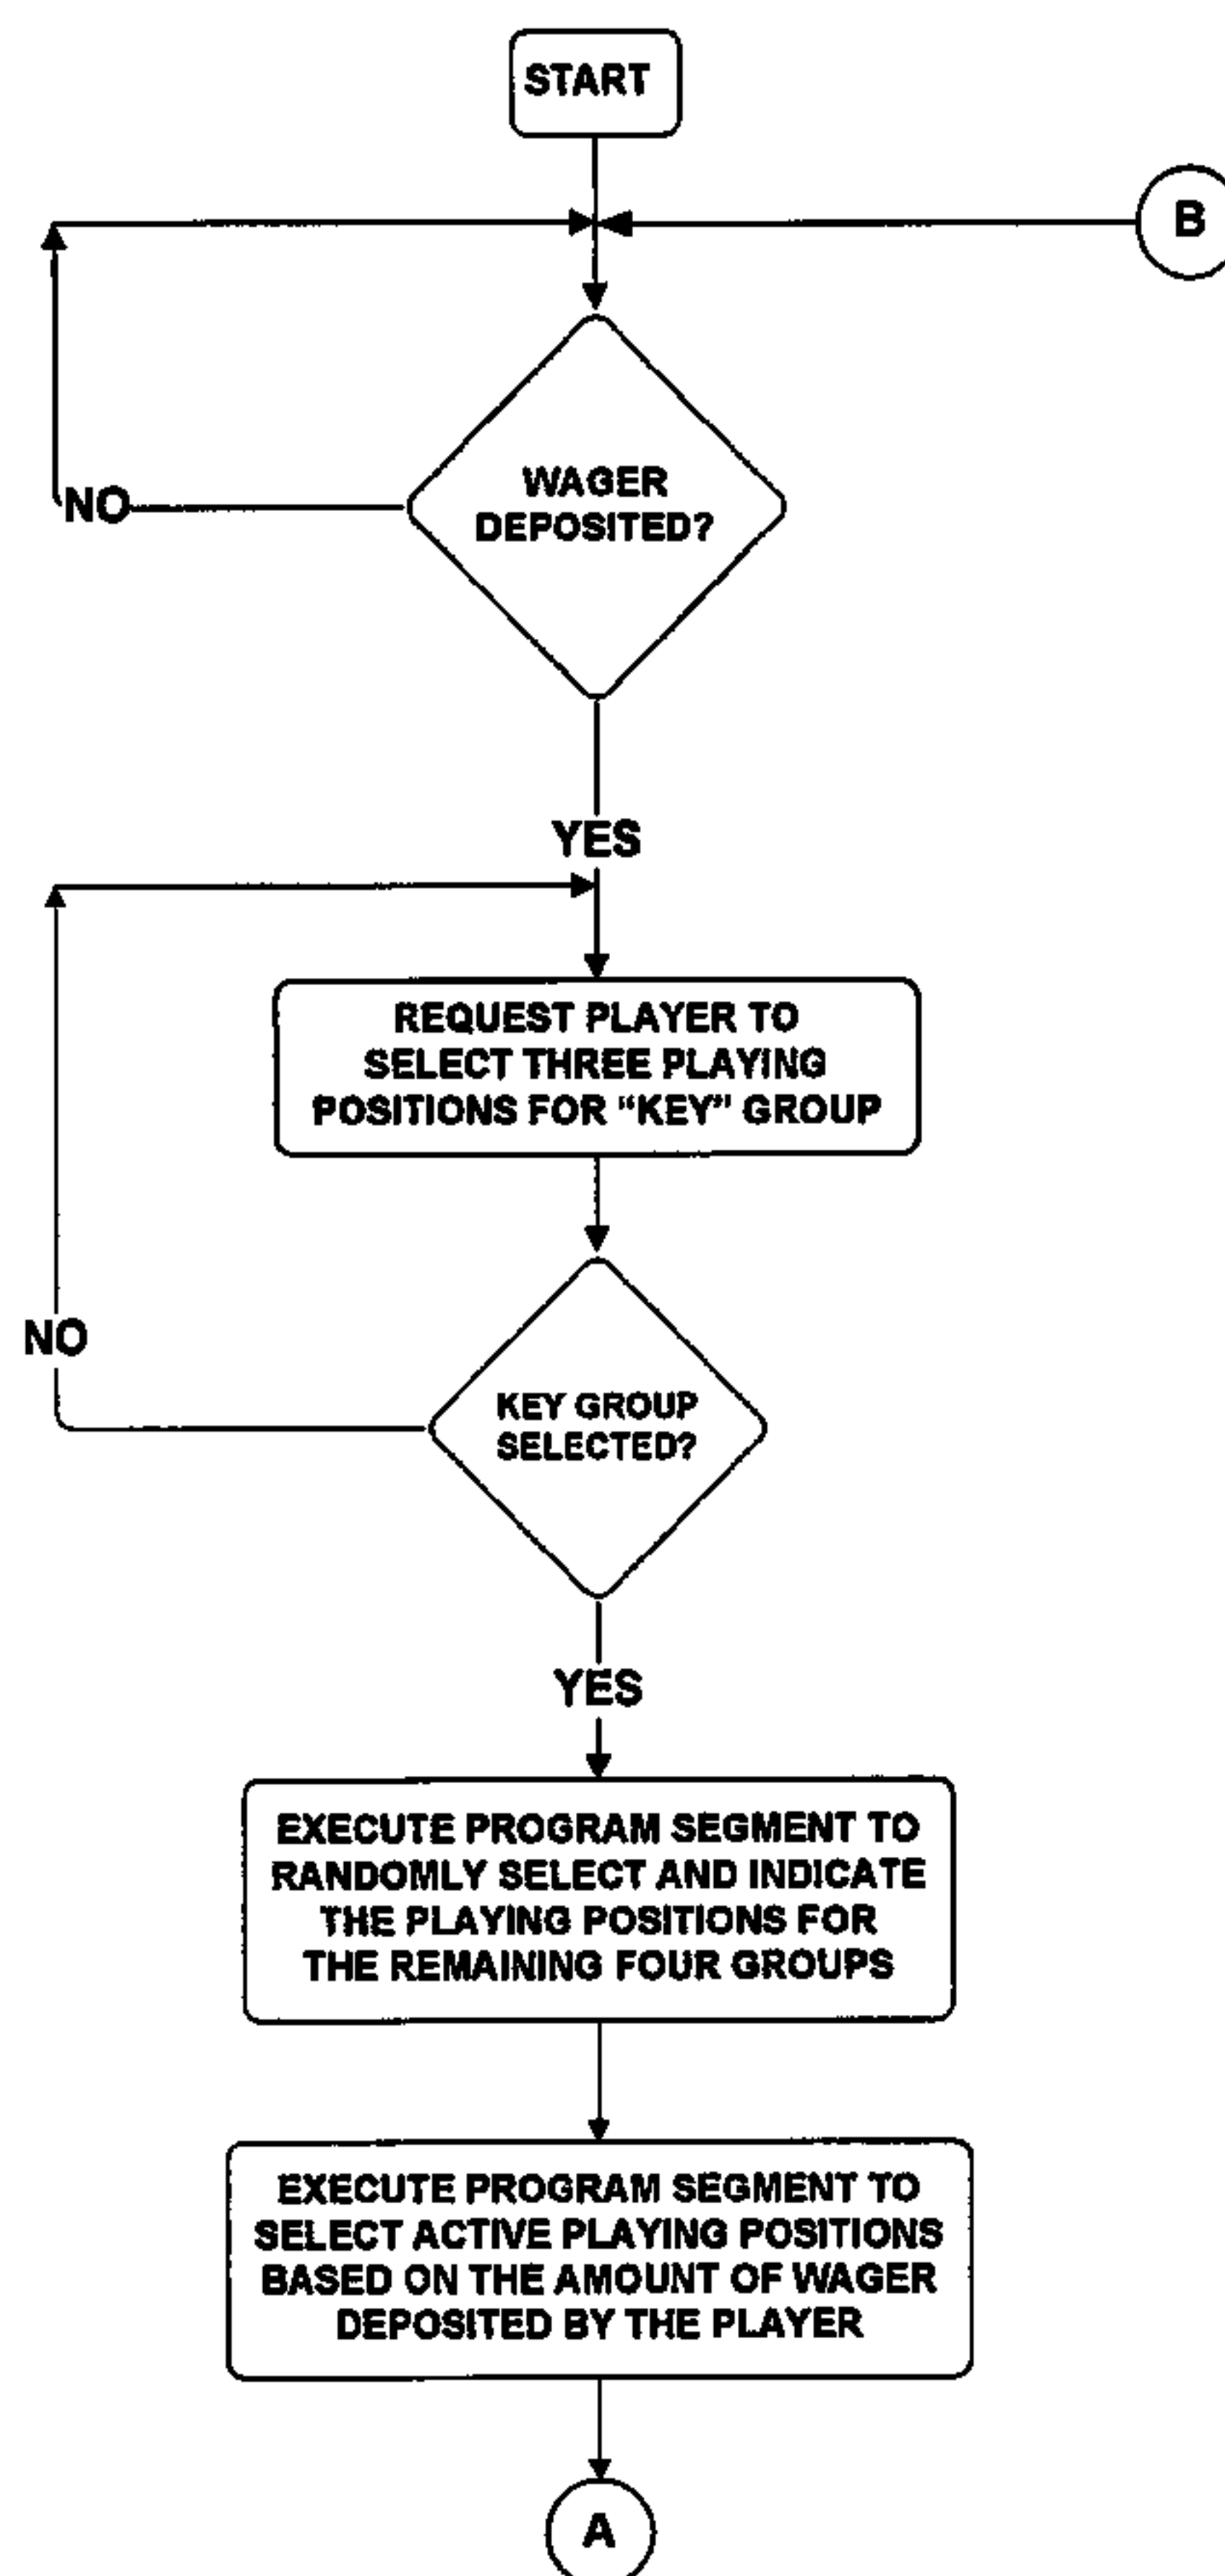 START
B
WAGER
DEPOSITED?
NO
YES
REQUEST PLAYER TO
SELECT THREE PLAYING
POSITIONS FOR “KEY” GROUP
NO
KEY GROUP
SELECTED?
YES
EXECUTE PROGRAM SEGMENT TO
RANDOMLY SELECT AND INDICATE
THE PLAYING POSITIONS FOR
THE REMAINING FOUR GROUPS
EXECUTE PROGRAM SEGMENT TO
SELECT ACTIVE PLAYING POSITIONS
BASED ON THE AMOUNT OF WAGER
DEPOSITED BY THE PLAYER
A